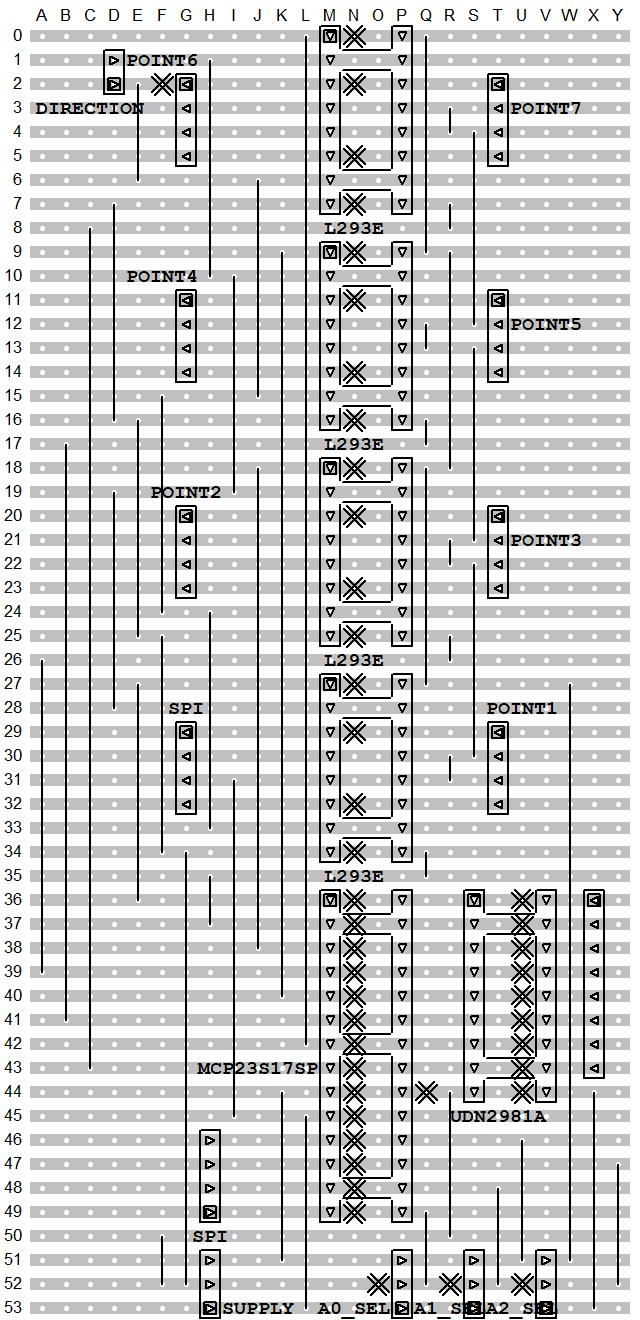 A B C D E F G H I J K L M N O P Q R S T U V W X Y
0
1 POINT6
2
3 DIRECTION POINT7
4
5
6
7
8 L293E
9
10 POINT4
11
12 POINT5
13
14
15
16
17 L293E
18
19 POINT2
20
21 POINT3
22
23
24
25
26 L293E
27
28 SPI POINT1
29
30
31
32
33
34
35 L293E
36
37
38
39
40
41
42
43 MCP23S17SP
44
45 UDN2981A
46
47
48
49
50 SPI
51
52
53 SUPPLY A0_SEL A1_SEL A2_SEL